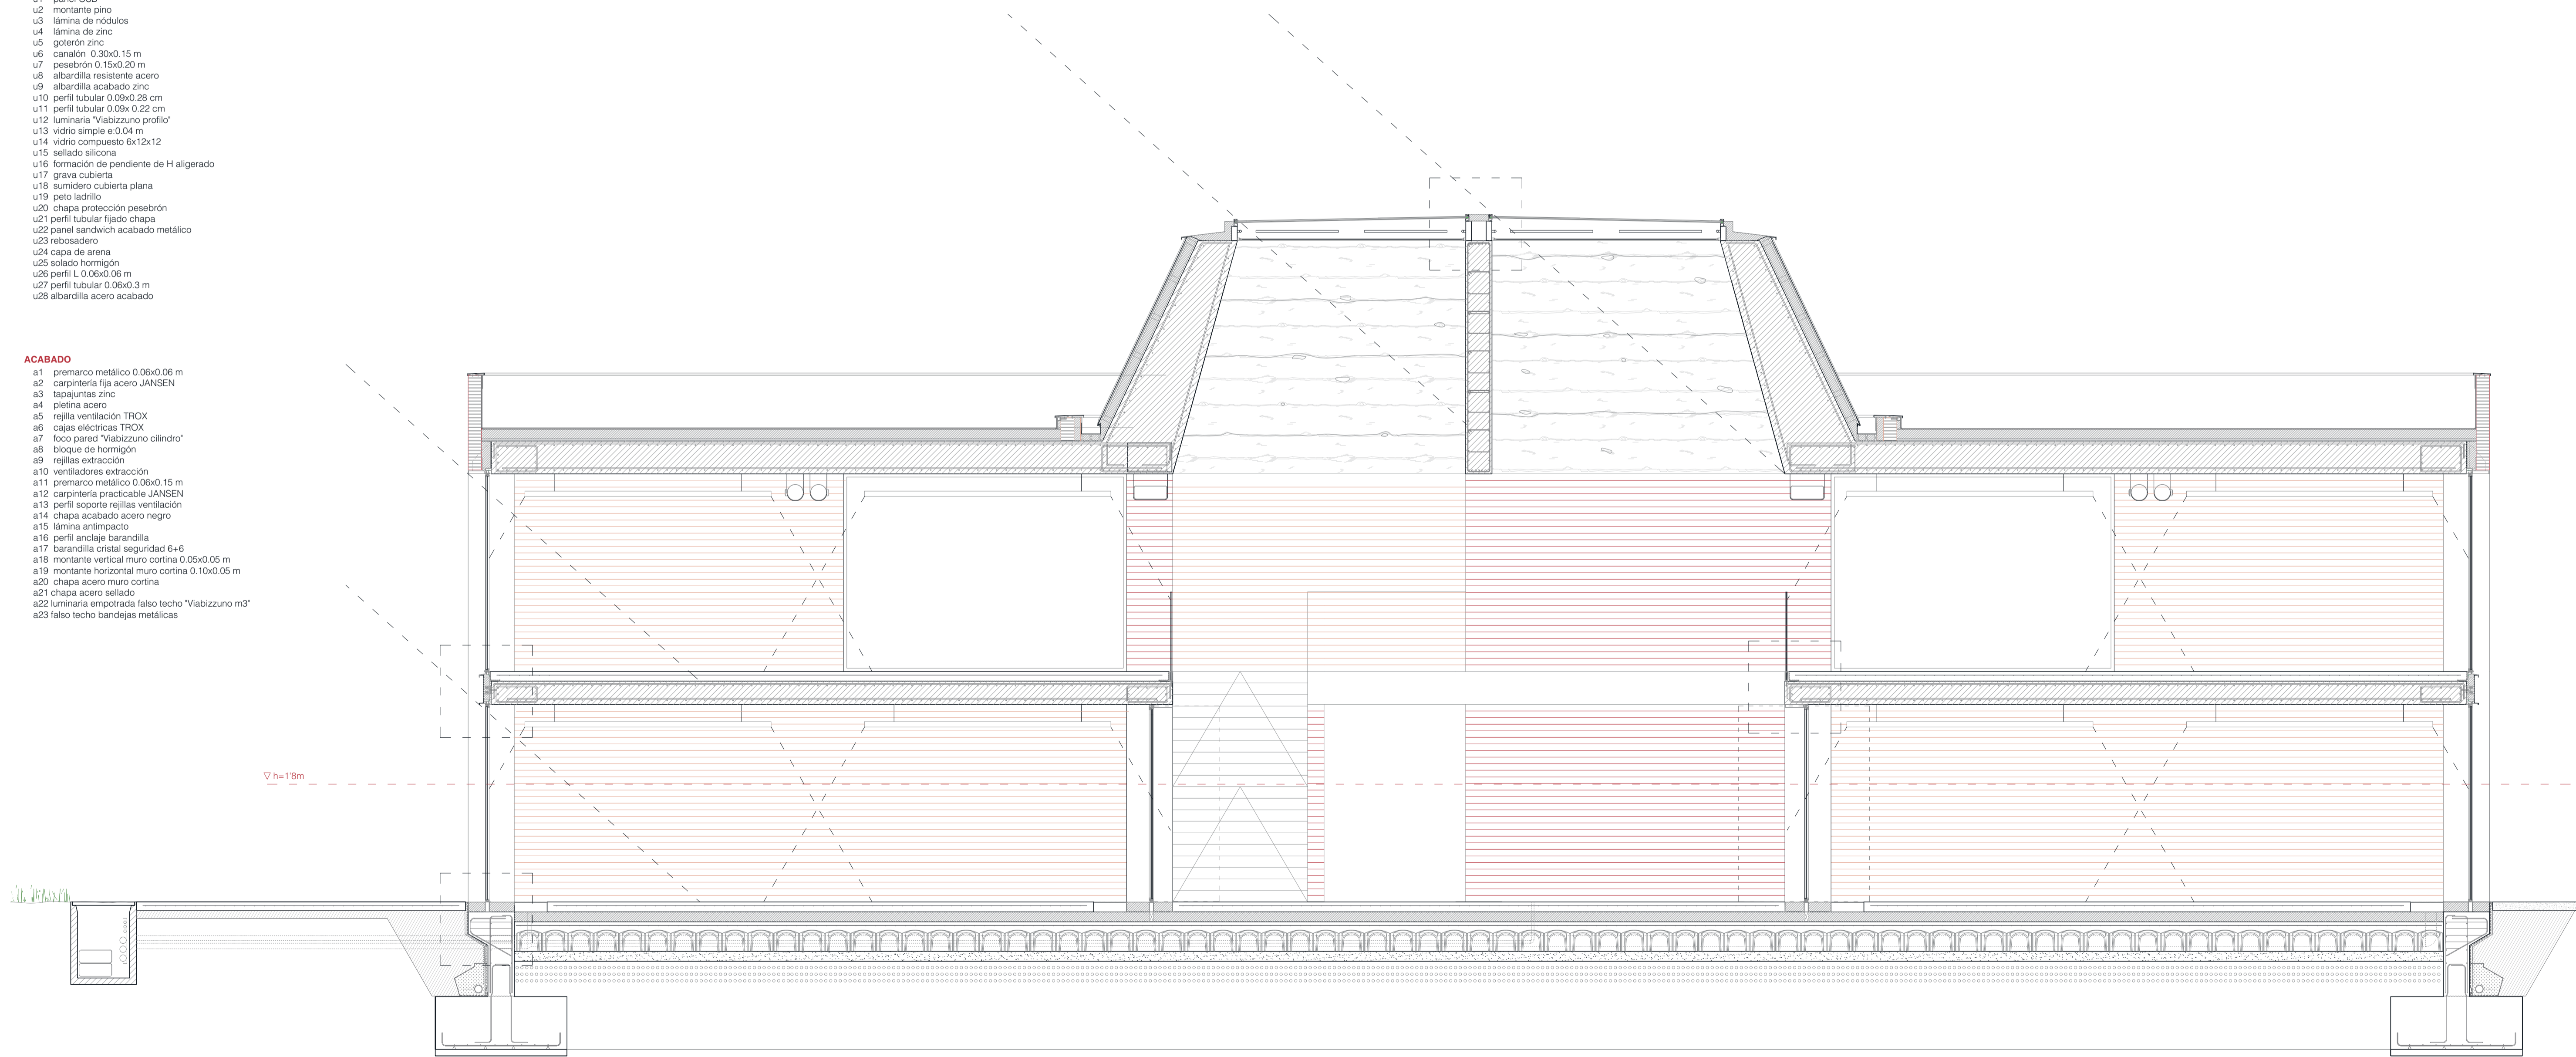 u2 montante pino
u3 lámina de nódulos
u4 lámina de zinc
u5 goterón zinc
u6 canalón 0.30x0.15 m
u7 pesebrón 0.15x0.20 m
u8 albardilla resistente acero
u9 albardilla acabado zinc
u10 perfil tubular 0.09x0.28 cm
u11 perfil tubular 0.09x 0.22 cm
u12 luminaria "Viabizzuno profilo"
u13 vidrio simple e:0.04 m
u14 vidrio compuesto 6x12x12
u15 sellado silicona
u16 formación de pendiente de H aligerado
u17 grava cubierta
u18 sumidero cubierta plana
u19 peto ladrillo
u20 chapa protección pesebrón
u21 perfil tubular fijado chapa
u22 panel sandwich acabado metálico
u23 rebosadero
u24 capa de arena
u25 solado hormigón
u26 perfil L 0.06x0.06 m
u27 perfil tubular 0.06x0.3 m
u28 albardilla acero acabado
ACABADO
a1 premarco metálico 0.06x0.06 m
a2 carpintería fija acero JANSEN
a3 tapajuntas zinc
a4 pletina acero
a5 rejilla ventilación TROX
a6 cajas eléctricas TROX
a7 foco pared "Viabizzuno cilindro"
a8 bloque de hormigón
a9 rejillas extracción
a10 ventiladores extracción
a11 premarco metálico 0.06x0.15 m
a12 carpintería practicable JANSEN
a13 perfil soporte rejillas ventilación
a14 chapa acabado acero negro
a15 lámina antimpacto
a16 perfil anclaje barandilla
a17 barandilla cristal seguridad 6+6
a18 montante vertical muro cortina 0.05x0.05 m
a19 montante horizontal muro cortina 0.10x0.05 m
a20 chapa acero muro cortina
a21 chapa acero sellado
a22 luminaria empotrada falso techo "Viabizzuno m3"
a23 falso techo bandejas metálicas
h=1'8m